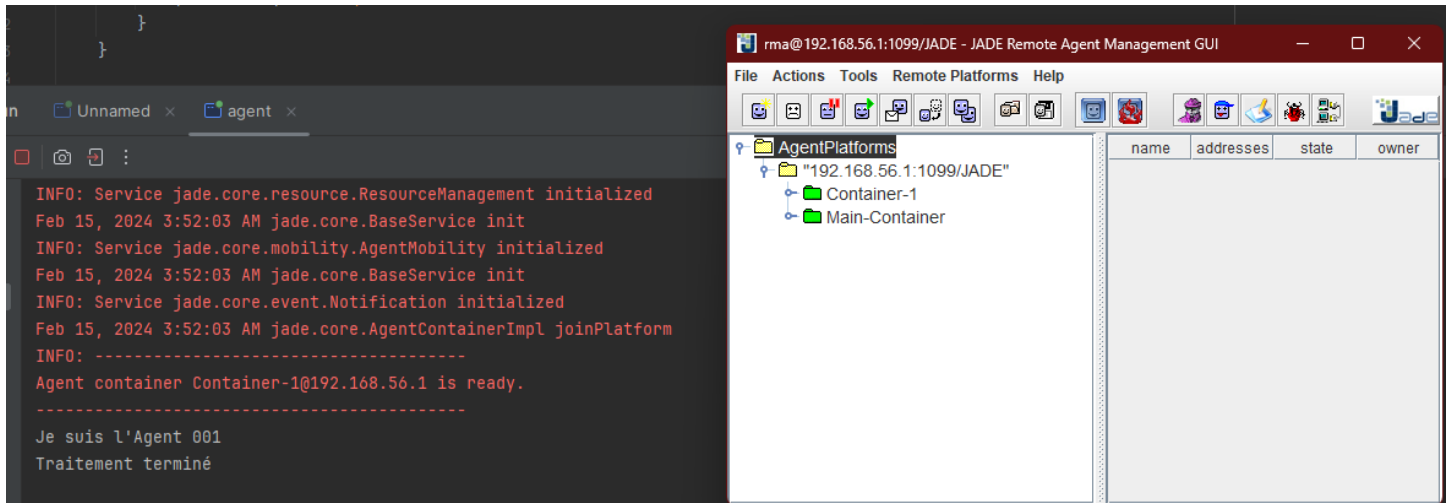 }
}
Unnamed ×
agent ×
INFO: Service jade.core.resource.ResourceManagement initialized
Feb 15, 2024 3:52:03 AM jade.core.BaseService init
INFO: Service jade.core.mobility.AgentMobility initialized
Feb 15, 2024 3:52:03 AM jade.core.BaseService init
INFO: Service jade.core.event.Notification initialized
Feb 15, 2024 3:52:03 AM jade.core.AgentContainerImpl joinPlatform
INFO: --------------------------------------
Agent container Container-1@192.168.56.1 is ready.
--------------------------------------------
Je suis l'Agent 001
Traitement terminé
rma@192.168.56.1:1099/JADE - JADE Remote Agent Management GUI
File Actions Tools Remote Platforms Help
Jade
AgentPlatforms
"192.168.56.1:1099/JADE"
Container-1
Main-Container
name addresses state owner